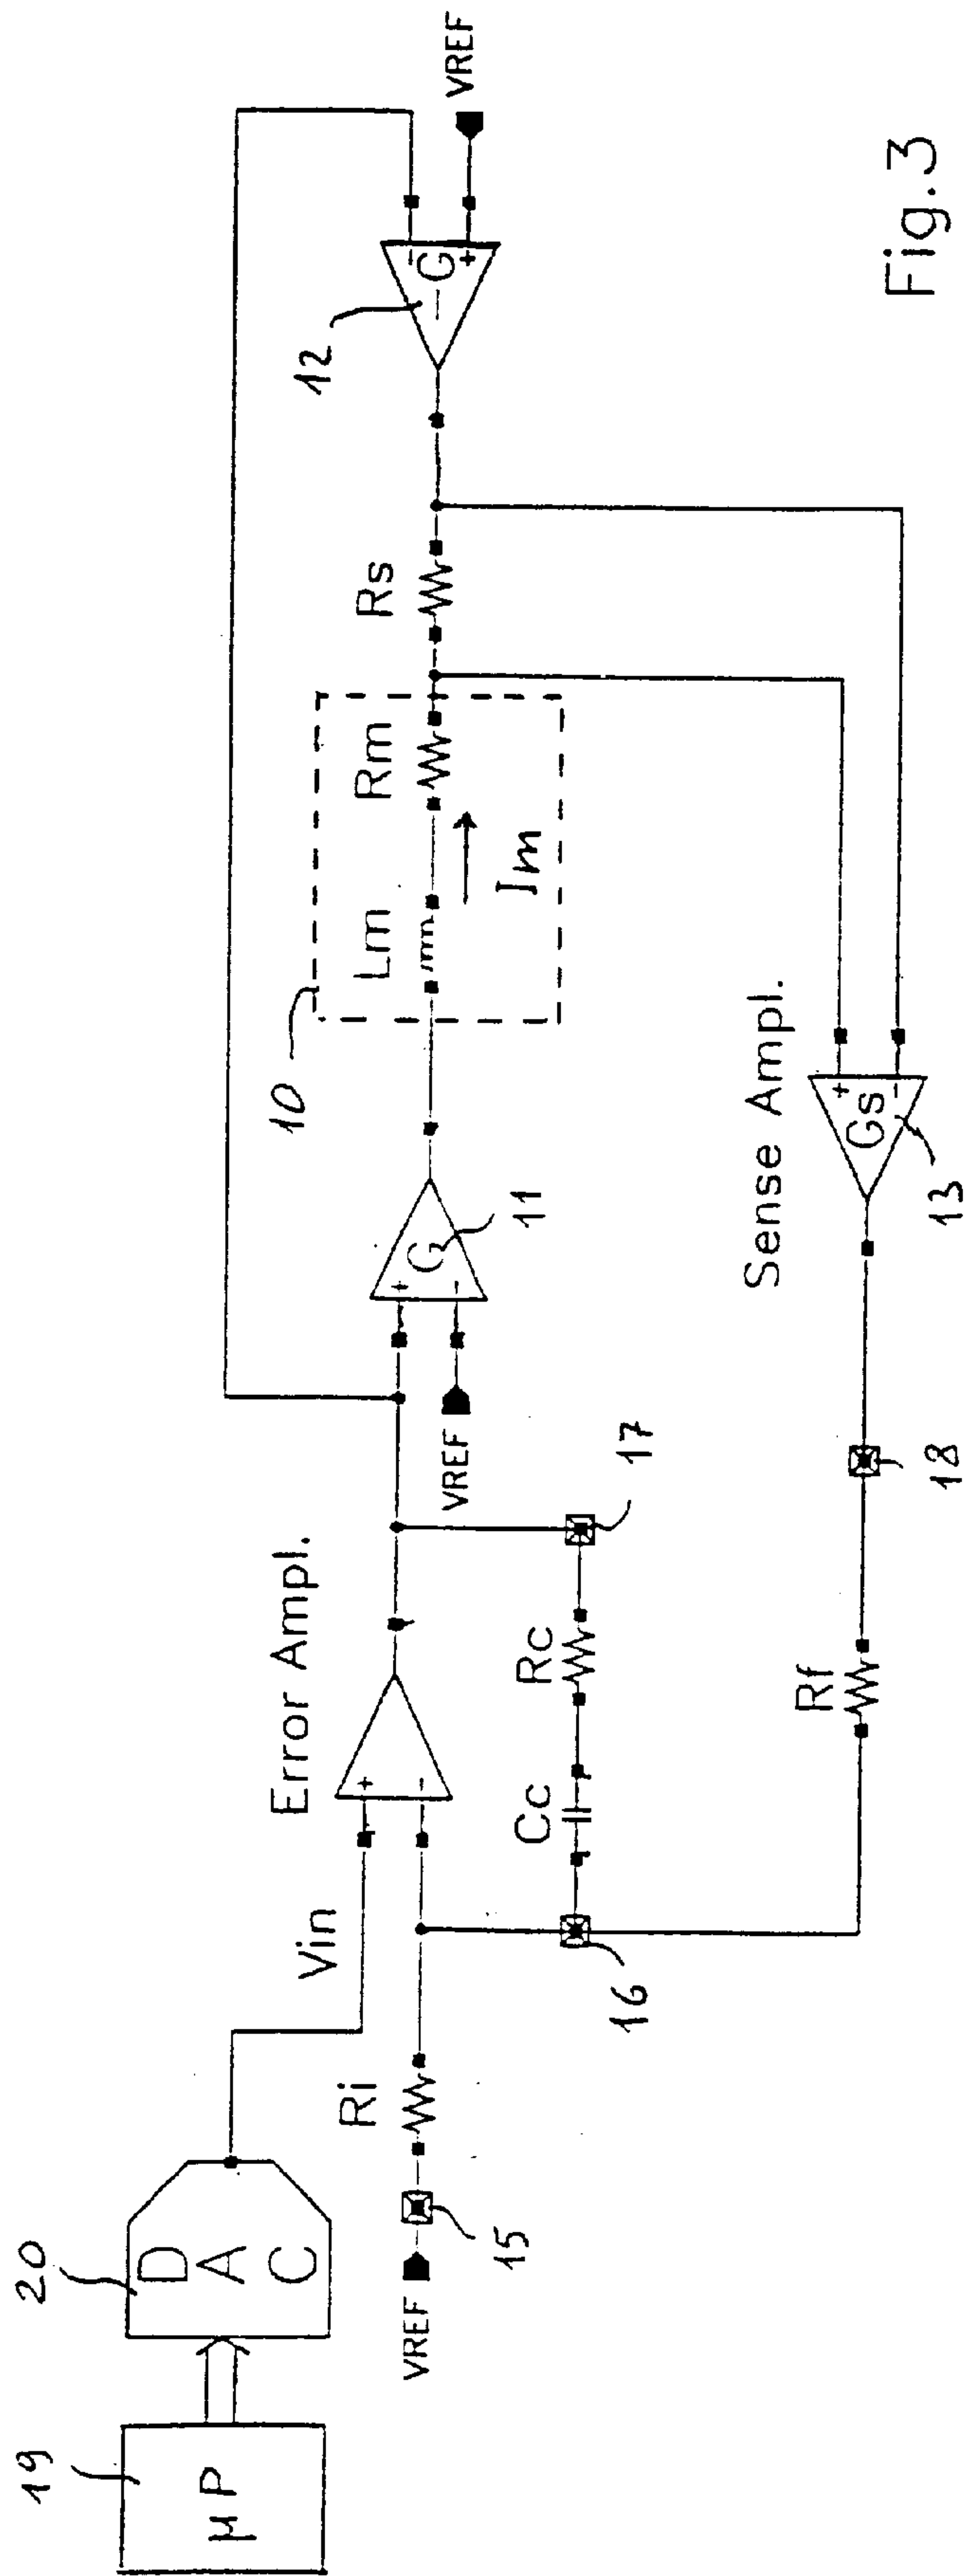 19
μP
20
D
A
C
VREF
15
Ri
Vin
Error Ampl.
+
−
16
Cc
Rc
17
Rf
18
VREF
+
−
G
11
10
Lm
Rm
Im
Rs
12
−
−G
+
VREF
Sense Ampl.
+
−
Gs
13
Fig.3